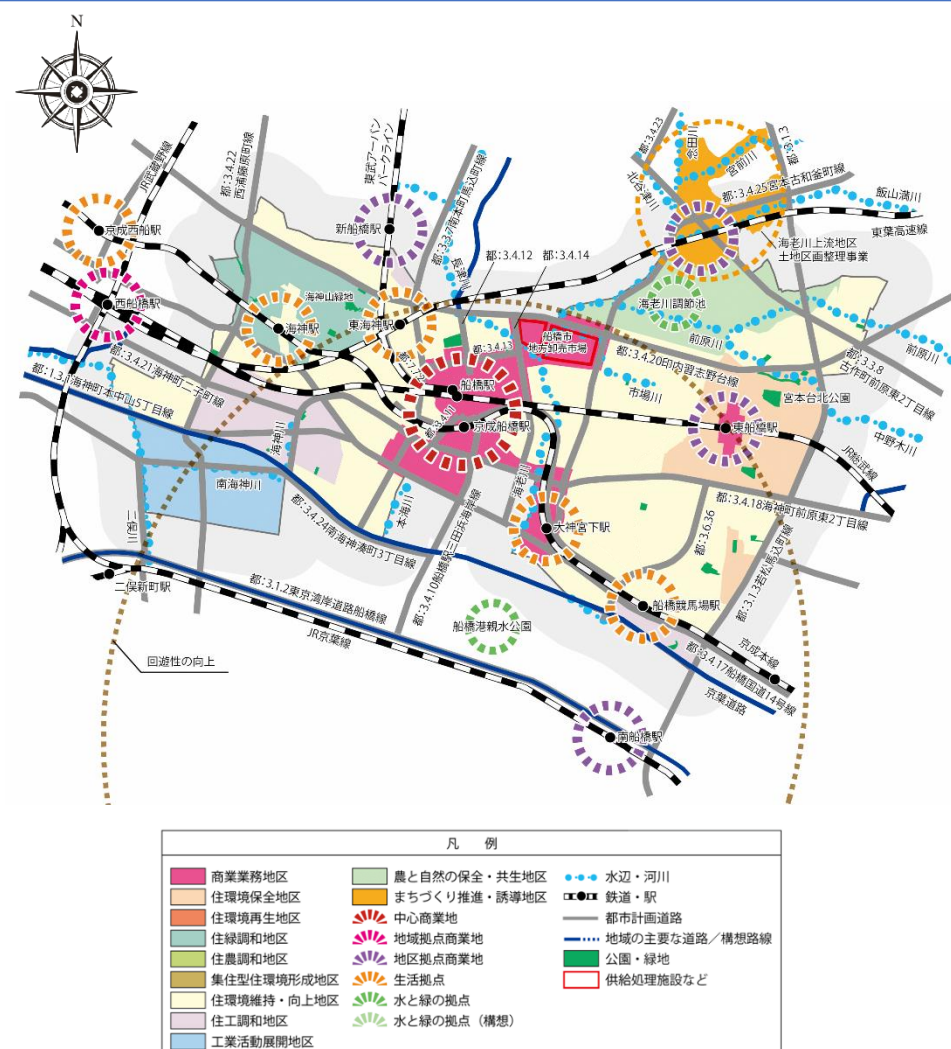 N
JR武蔵野線
都:3.4.22
西浦藤原町線
東武アーバン
パークライン
都:3.3.7南本町馬込町線
長津川
都:3.4.23
北谷津川
念田川
宮前川
都:3.1.3
都:3.4.25宮本古和釜町線
飯山満川
東葉高速線
海老川上流地区
土地区画整理事業
京成西船駅
新船橋駅
西船橋駅
海神山緑地
海神駅
東海神駅
都:3.4.12
都:3.4.14
海老川調節池
船橋市
地方卸売市場
前原川
前原川
都:3.3.8
古作町前原東2丁目線
都:3.4.13
都:3.4.20印内習志野台線
市場川
宮本台北公園
都:3.4.21海神町二子町線
都:1.3.1海神町本中山5丁目線
船橋駅
都:3.4.11
京成船橋駅
東船橋駅
中野木川
JR総武線
海神川
南海神川
海老川
都:3.4.18海神町前原東2丁目線
二俣川
都:3.4.24南海神湊町3丁目線
本海川
都:3.4.10船橋駅三田浜海岸線
大神宮下駅
都:3.6.36
都:3.1.3若松馬込町線
二俣新町駅
都:3.1.2東京湾岸道路船橋線
JR京葉線
船橋港親水公園
船橋競馬場駅
京成本線
回遊性の向上
都:3.4.17船橋国道14号線
京葉道路
南船橋駅
凡 例
商業業務地区
住環境保全地区
住環境再生地区
住緑調和地区
住農調和地区
集住型住環境形成地区
住環境維持・向上地区
住工調和地区
工業活動展開地区
農と自然の保全・共生地区
まちづくり推進・誘導地区
中心商業地
地域拠点商業地
地区拠点商業地
生活拠点
水と緑の拠点
水と緑の拠点（構想）
水辺・河川
鉄道・駅
都市計画道路
地域の主要な道路／構想路線
公園・緑地
供給処理施設など